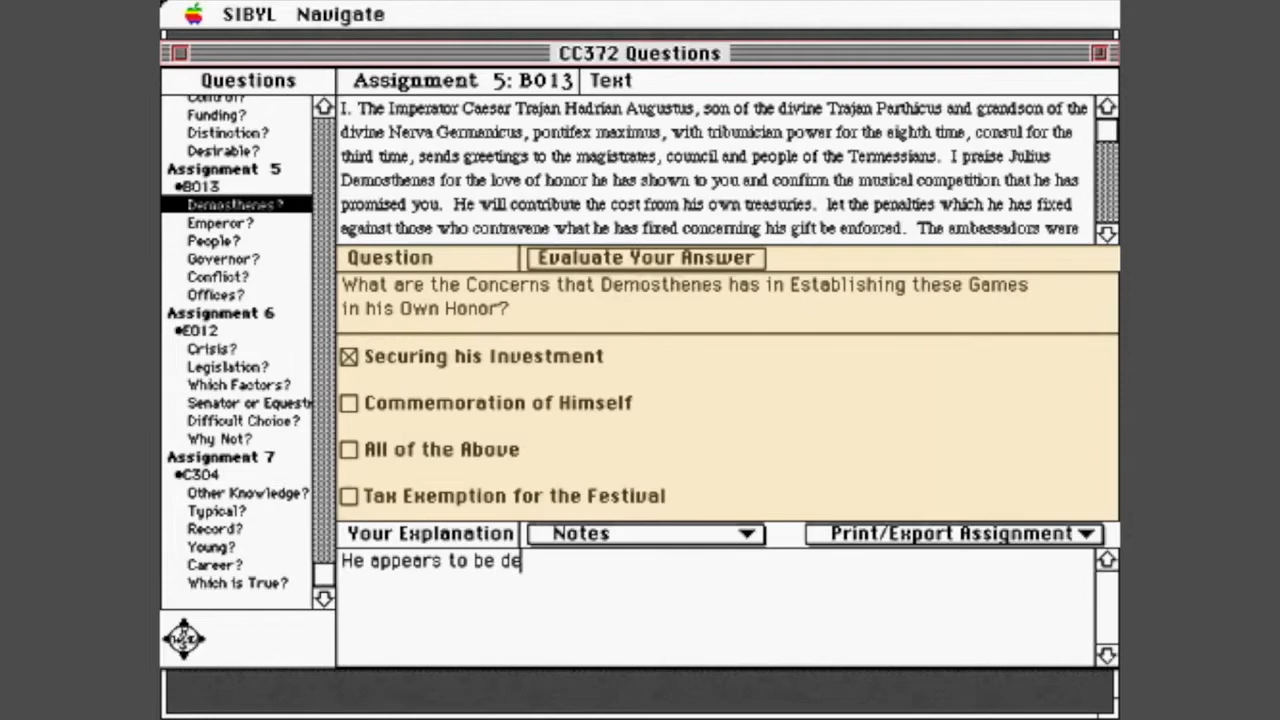 SIBYL Navigate
CC372 Questions
Questions
Assignment 5: B013
Text
Control?
Funding?
Distinction?
Desirable?
Assignment 5
B013
Demosthenes?
Emperor?
People?
Governor?
Conflict?
Offices?
Assignment 6
E012
Crisis?
Legislation?
Which Factors?
Senator or Equestr
Difficult Choice?
Why Not?
Assignment 7
C304
Other Knowledge?
Typical?
Record?
Young?
Career?
Which is True?
I. The Imperator Caesar Trajan Hadrian Augustus, son of the divine Trajan Parthicus and grandson of the
divine Nerva Germanicus, pontifex maximus, with tribunician power for the eighth time, consul for the
third time, sends greetings to the magistrates, council and people of the Termessians. I praise Julius
Demosthenes for the love of honor he has shown to you and confirm the musical competition that he has
promised you. He will contribute the cost from his own treasuries. let the penalties which he has fixed
against those who contravene what he has fixed concerning his gift be enforced. The ambassadors were
Question
Evaluate Your Answer
What are the Concerns that Demosthenes has in Establishing these Games
in his Own Honor?
Securing his Investment
Commemoration of Himself
All of the Above
Tax Exemption for the Festival
Your Explanation
Notes
Print/Export Assignment
He appears to be de